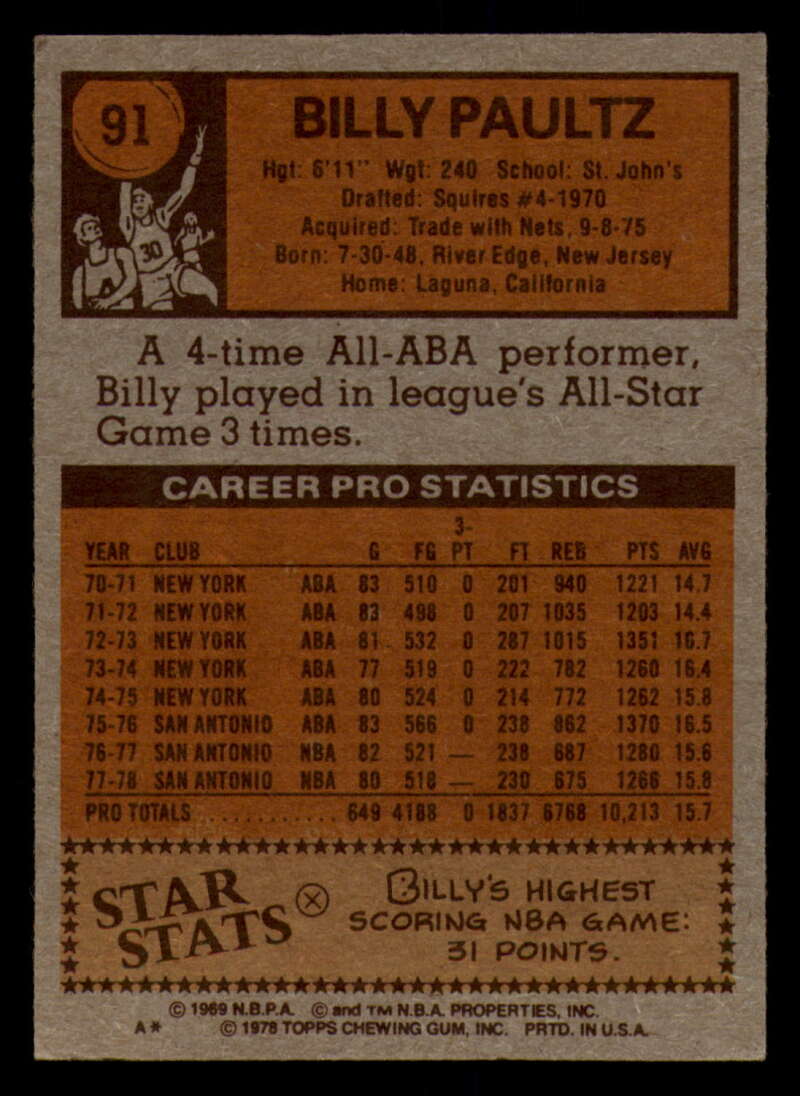 91
BILLY PAULTZ
Hgt: 6'11" Wgt: 240 School: St. John's
Drafted: Squires #4-1970
Acquired: Trade with Nets, 9-8-75
Born: 7-30-48, River Edge, New Jersey
Home: Laguna, California
30
A 4-time All-ABA performer,
Billy played in league's All-Star
Game 3 times.
CAREER PRO STATISTICS
YEAR CLUB G FG 3-PT FT REB PTS AVG
70-71 NEW YORK ABA 83 510 0 201 940 1221 14.7
71-72 NEW YORK ABA 83 498 0 207 1035 1203 14.4
72-73 NEW YORK ABA 81 532 0 287 1015 1351 16.7
73-74 NEW YORK ABA 77 519 0 222 782 1260 16.4
74-75 NEW YORK ABA 80 524 0 214 772 1262 15.8
75-76 SAN ANTONIO ABA 83 566 0 238 862 1370 16.5
76-77 SAN ANTONIO NBA 82 521 — 238 687 1280 15.6
77-78 SAN ANTONIO NBA 80 518 — 230 675 1266 15.8
PRO TOTALS ............ 649 4188 0 1837 6768 10,213 15.7
STAR STATS
BILLY'S HIGHEST
SCORING NBA GAME:
31 POINTS.
© 1969 N.B.P.A. © and TM N.B.A. PROPERTIES, INC.
A* © 1978 TOPPS CHEWING GUM, INC. PRTD. IN U.S.A.